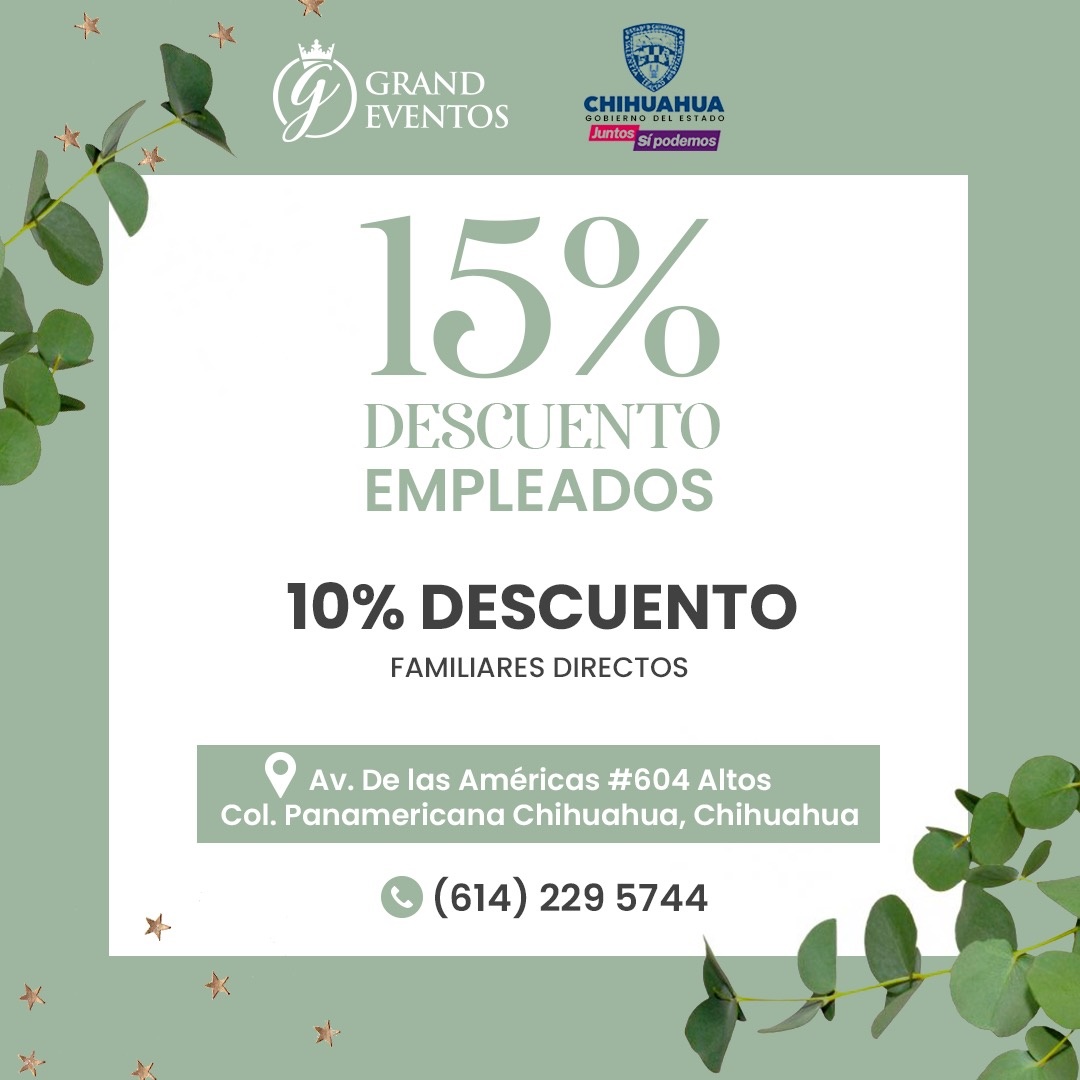 g GRAND
EVENTOS
CHIHUAHUA
GOBIERNO DEL ESTADO
Juntos
Sí podemos
15%
DESCUENTO
EMPLEADOS
10% DESCUENTO
FAMILIARES DIRECTOS
Av. De las Américas #604 Altos
Col. Panamericana Chihuahua, Chihuahua
(614) 229 5744